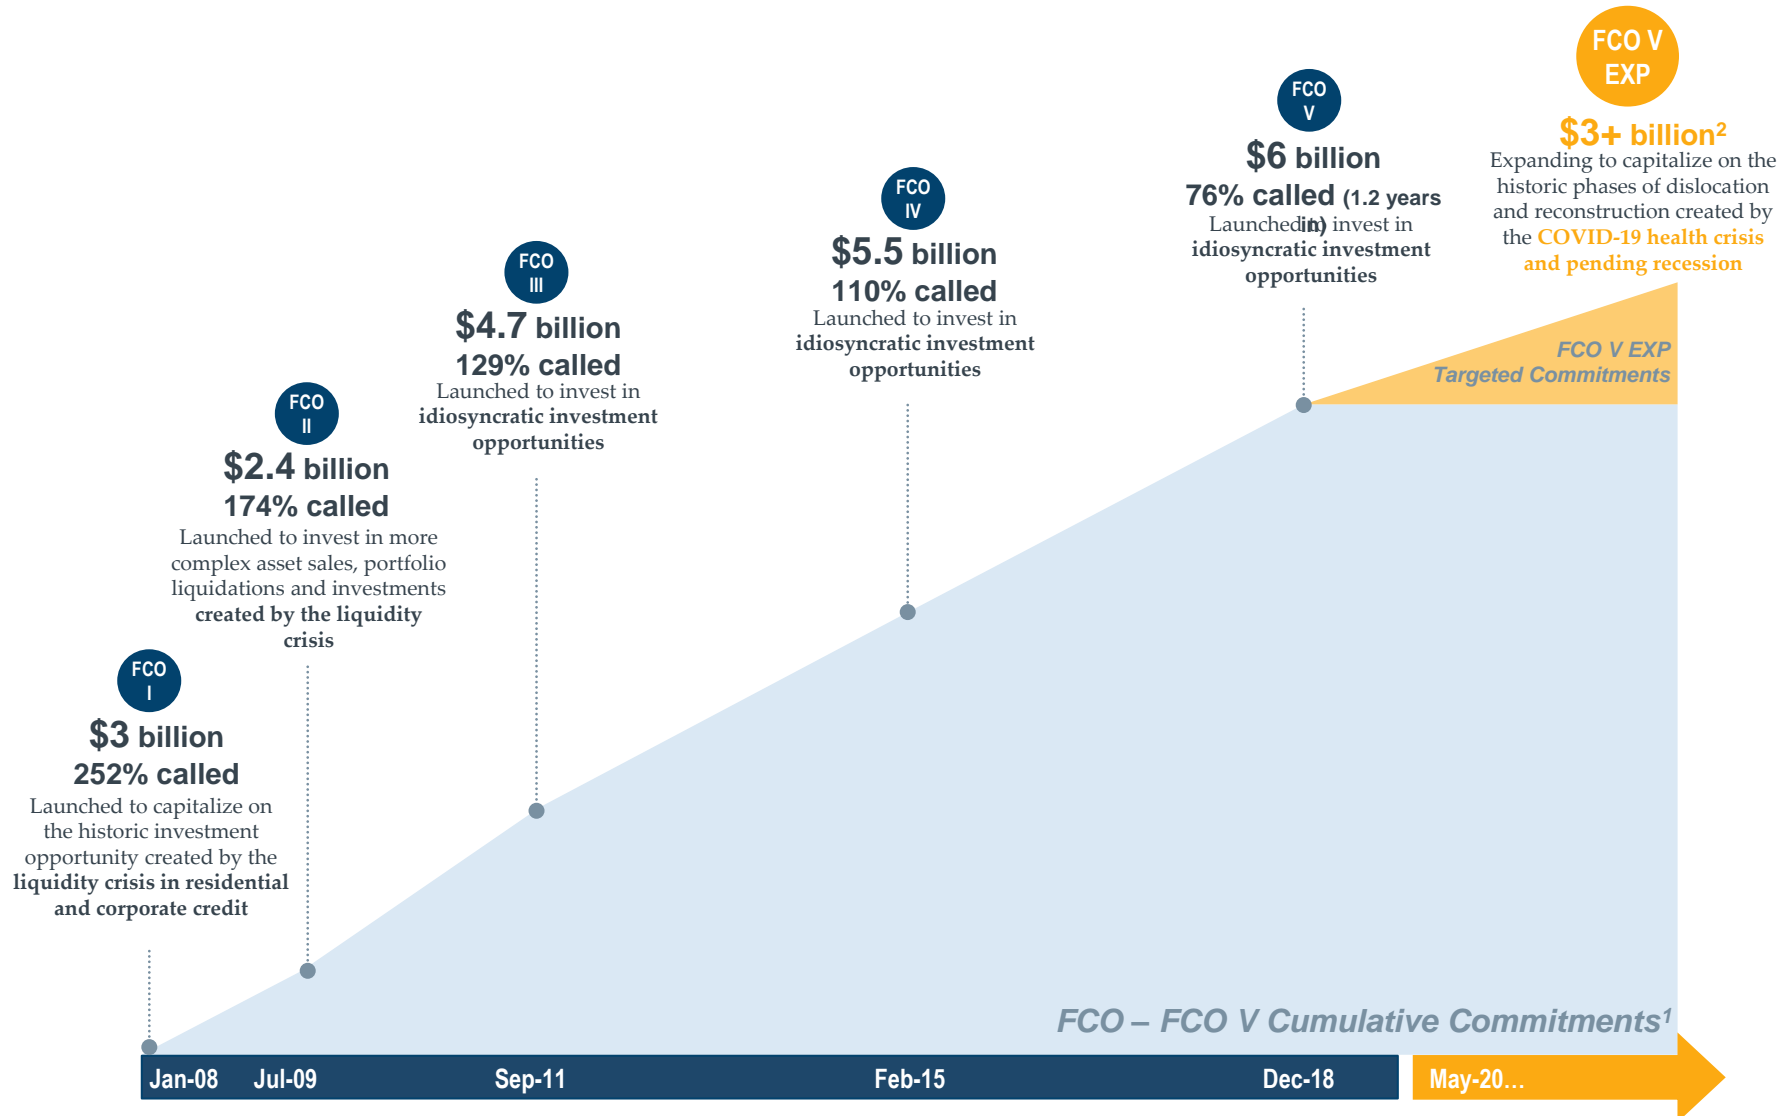 FCO
I
$3 billion
252% called
Launched to capitalize on
the historic investment
opportunity created by the
liquidity crisis in residential
and corporate credit
FCO
II
$2.4 billion
174% called
Launched to invest in more
complex asset sales, portfolio
liquidations and investments
created by the liquidity
crisis
FCO
III
$4.7 billion
129% called
Launched to invest in
idiosyncratic investment
opportunities
FCO
IV
$5.5 billion
110% called
Launched to invest in
idiosyncratic investment
opportunities
FCO
V
$6 billion
76% called (1.2 years
in)
Launched to invest in
idiosyncratic investment
opportunities
FCO V
EXP
$3+ billion²
Expanding to capitalize on the
historic phases of dislocation
and reconstruction created by
the COVID-19 health crisis
and pending recession
FCO V EXP
Targeted Commitments
FCO – FCO V Cumulative Commitments¹
Jan-08
Jul-09
Sep-11
Feb-15
Dec-18
May-20…